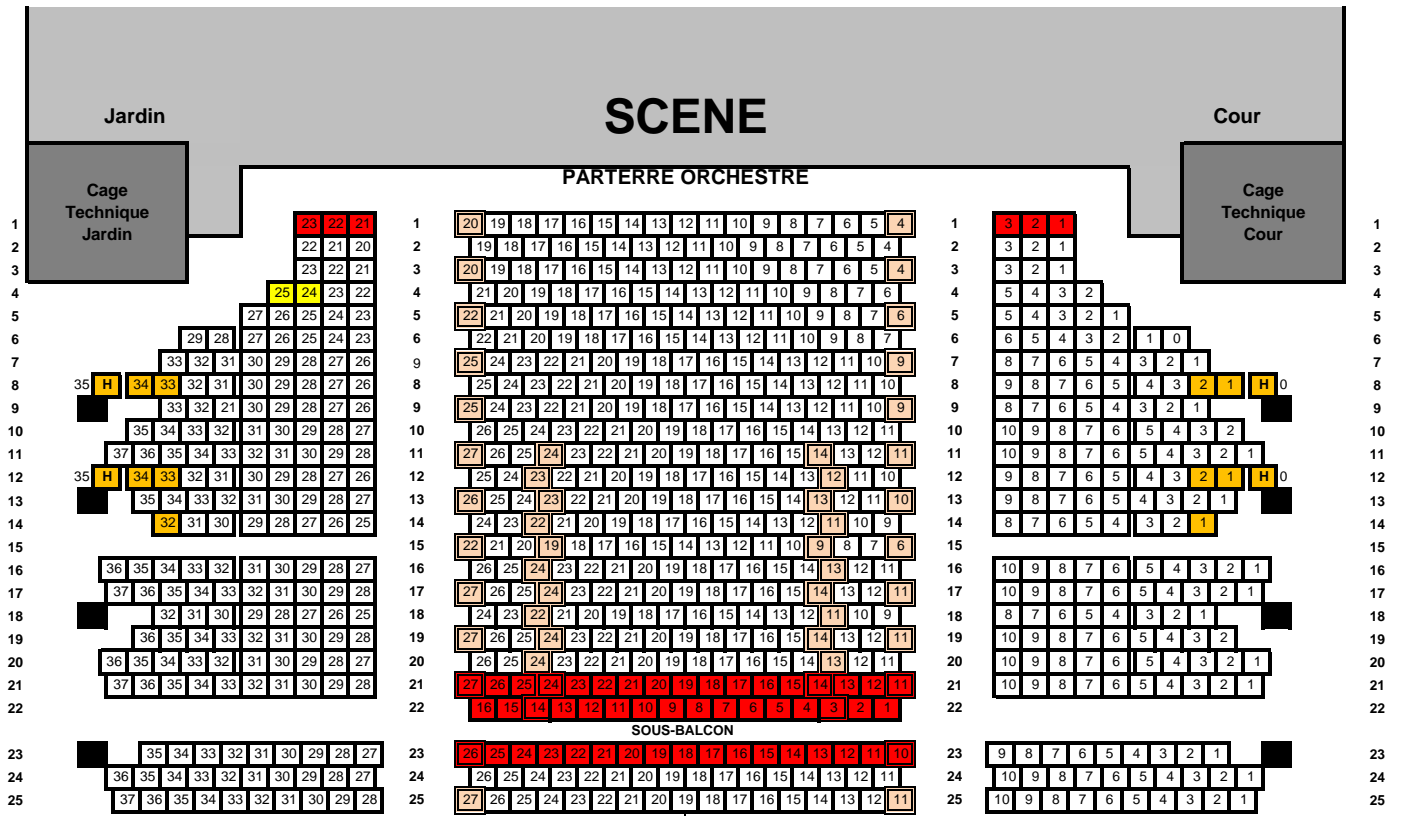 Jardin SCENE Cour
PARTERRE ORCHESTRE
Cage
Technique
Jardin
Cage
Technique
Cour
1 23 22 21 1 20 19 18 17 16 15 14 13 12 11 10 9 8 7 6 5 4 1 3 2 1 1
2 22 21 20 2 19 18 17 16 15 14 13 12 11 10 9 8 7 6 5 4 2 3 2 1 2
3 23 22 21 3 20 19 18 17 16 15 14 13 12 11 10 9 8 7 6 5 4 3 3 2 1 3
4 25 24 23 22 4 21 20 19 18 17 16 15 14 13 12 11 10 9 8 7 6 4 5 4 3 2 4
5 27 26 25 24 23 5 22 21 20 19 18 17 16 15 14 13 12 11 10 9 8 7 6 5 5 4 3 2 1 5
6 29 28 27 26 25 24 23 6 22 21 20 19 18 17 16 15 14 13 12 11 10 9 8 7 6 6 5 4 3 2 1 0 6
7 33 32 31 30 29 28 27 26 9 25 24 23 22 21 20 19 18 17 16 15 14 13 12 11 10 9 7 8 7 6 5 4 3 2 1 7
8 35 H 34 33 32 31 30 29 28 27 26 8 25 24 23 22 21 20 19 18 17 16 15 14 13 12 11 10 8 9 8 7 6 5 4 3 2 1 H 0 8
9 33 32 21 30 29 28 27 26 9 25 24 23 22 21 20 19 18 17 16 15 14 13 12 11 10 9 9 8 7 6 5 4 3 2 1 9
10 35 34 33 32 31 30 29 28 27 10 26 25 24 23 22 21 20 19 18 17 16 15 14 13 12 11 10 10 9 8 7 6 5 4 3 2 10
11 37 36 35 34 33 32 31 30 29 28 11 27 26 25 24 23 22 21 20 19 18 17 16 15 14 13 12 11 11 10 9 8 7 6 5 4 3 2 1 11
12 35 H 34 33 32 31 30 29 28 27 26 12 25 24 23 22 21 20 19 18 17 16 15 14 13 12 11 10 12 9 8 7 6 5 4 3 2 1 H 0 12
13 35 34 33 32 31 30 29 28 27 13 26 25 24 23 22 21 20 19 18 17 16 15 14 13 12 11 10 13 9 8 7 6 5 4 3 2 1 13
14 32 31 30 29 28 27 26 25 14 24 23 22 21 20 19 18 17 16 15 14 13 12 11 10 9 14 8 7 6 5 4 3 2 1 14
15 15 22 21 20 19 18 17 16 15 14 13 12 11 10 9 8 7 6 15 15
16 36 35 34 33 32 31 30 29 28 27 16 26 25 24 23 22 21 20 19 18 17 16 15 14 13 12 11 16 10 9 8 7 6 5 4 3 2 1 16
17 37 36 35 34 33 32 31 30 29 28 17 27 26 25 24 23 22 21 20 19 18 17 16 15 14 13 12 11 17 10 9 8 7 6 5 4 3 2 1 17
18 32 31 30 29 28 27 26 25 18 24 23 22 21 20 19 18 17 16 15 14 13 12 11 10 9 18 8 7 6 5 4 3 2 1 18
19 36 35 34 33 32 31 30 29 28 19 27 26 25 24 23 22 21 20 19 18 17 16 15 14 13 12 11 19 10 9 8 7 6 5 4 3 2 19
20 36 35 34 33 32 31 30 29 28 27 20 26 25 24 23 22 21 20 19 18 17 16 15 14 13 12 11 20 10 9 8 7 6 5 4 3 2 1 20
21 37 36 35 34 33 32 31 30 29 28 21 27 26 25 24 23 22 21 20 19 18 17 16 15 14 13 12 11 21 10 9 8 7 6 5 4 3 2 1 21
22 22 16 15 14 13 12 11 10 9 8 7 6 5 4 3 2 1 22 22
SOUS-BALCON
23 35 34 33 32 31 30 29 28 27 23 26 25 24 23 22 21 20 19 18 17 16 15 14 13 12 11 10 23 9 8 7 6 5 4 3 2 1 23
24 36 35 34 33 32 31 30 29 28 27 24 26 25 24 23 22 21 20 19 18 17 16 15 14 13 12 11 24 10 9 8 7 6 5 4 3 2 1 24
25 37 36 35 34 33 32 31 30 29 28 25 27 26 25 24 23 22 21 20 19 18 17 16 15 14 13 12 11 25 10 9 8 7 6 5 4 3 2 1 25